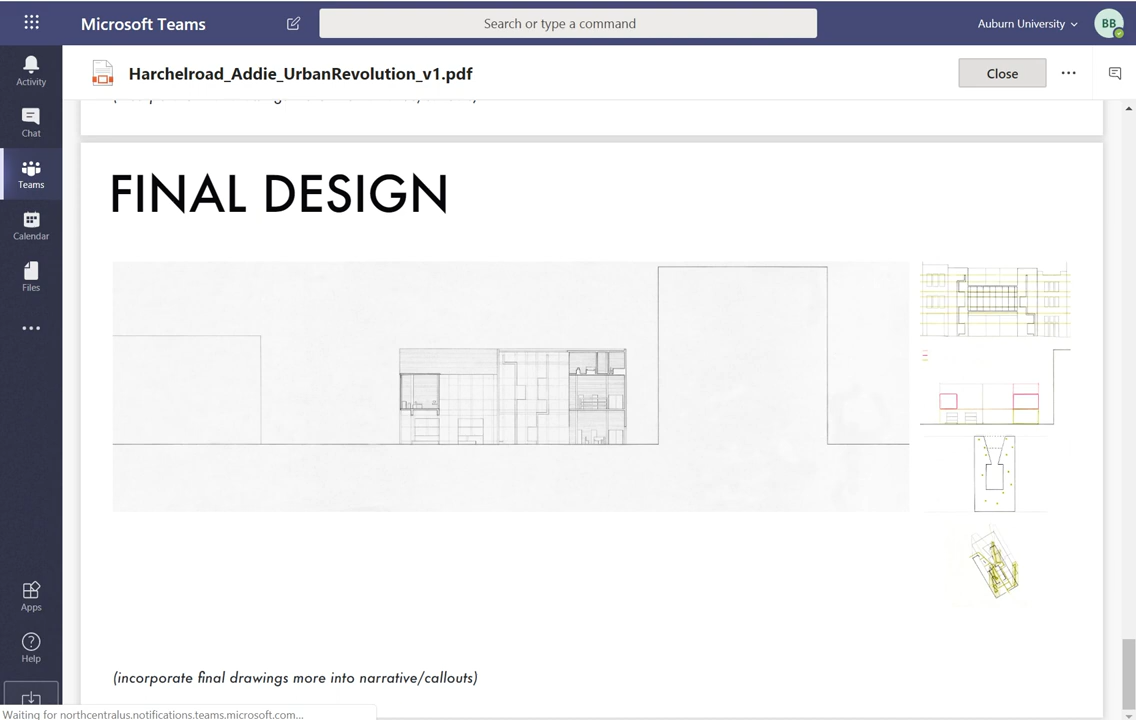 Microsoft Teams
Search or type a command
Auburn University
BB
Activity
Chat
Teams
Calendar
Files
Apps
Help
Harchelroad_Addie_UrbanRevolution_v1.pdf
Close
FINAL DESIGN
(incorporate final drawings more into narrative/callouts)
Waiting for northcentralus.notifications.teams.microsoft.com...